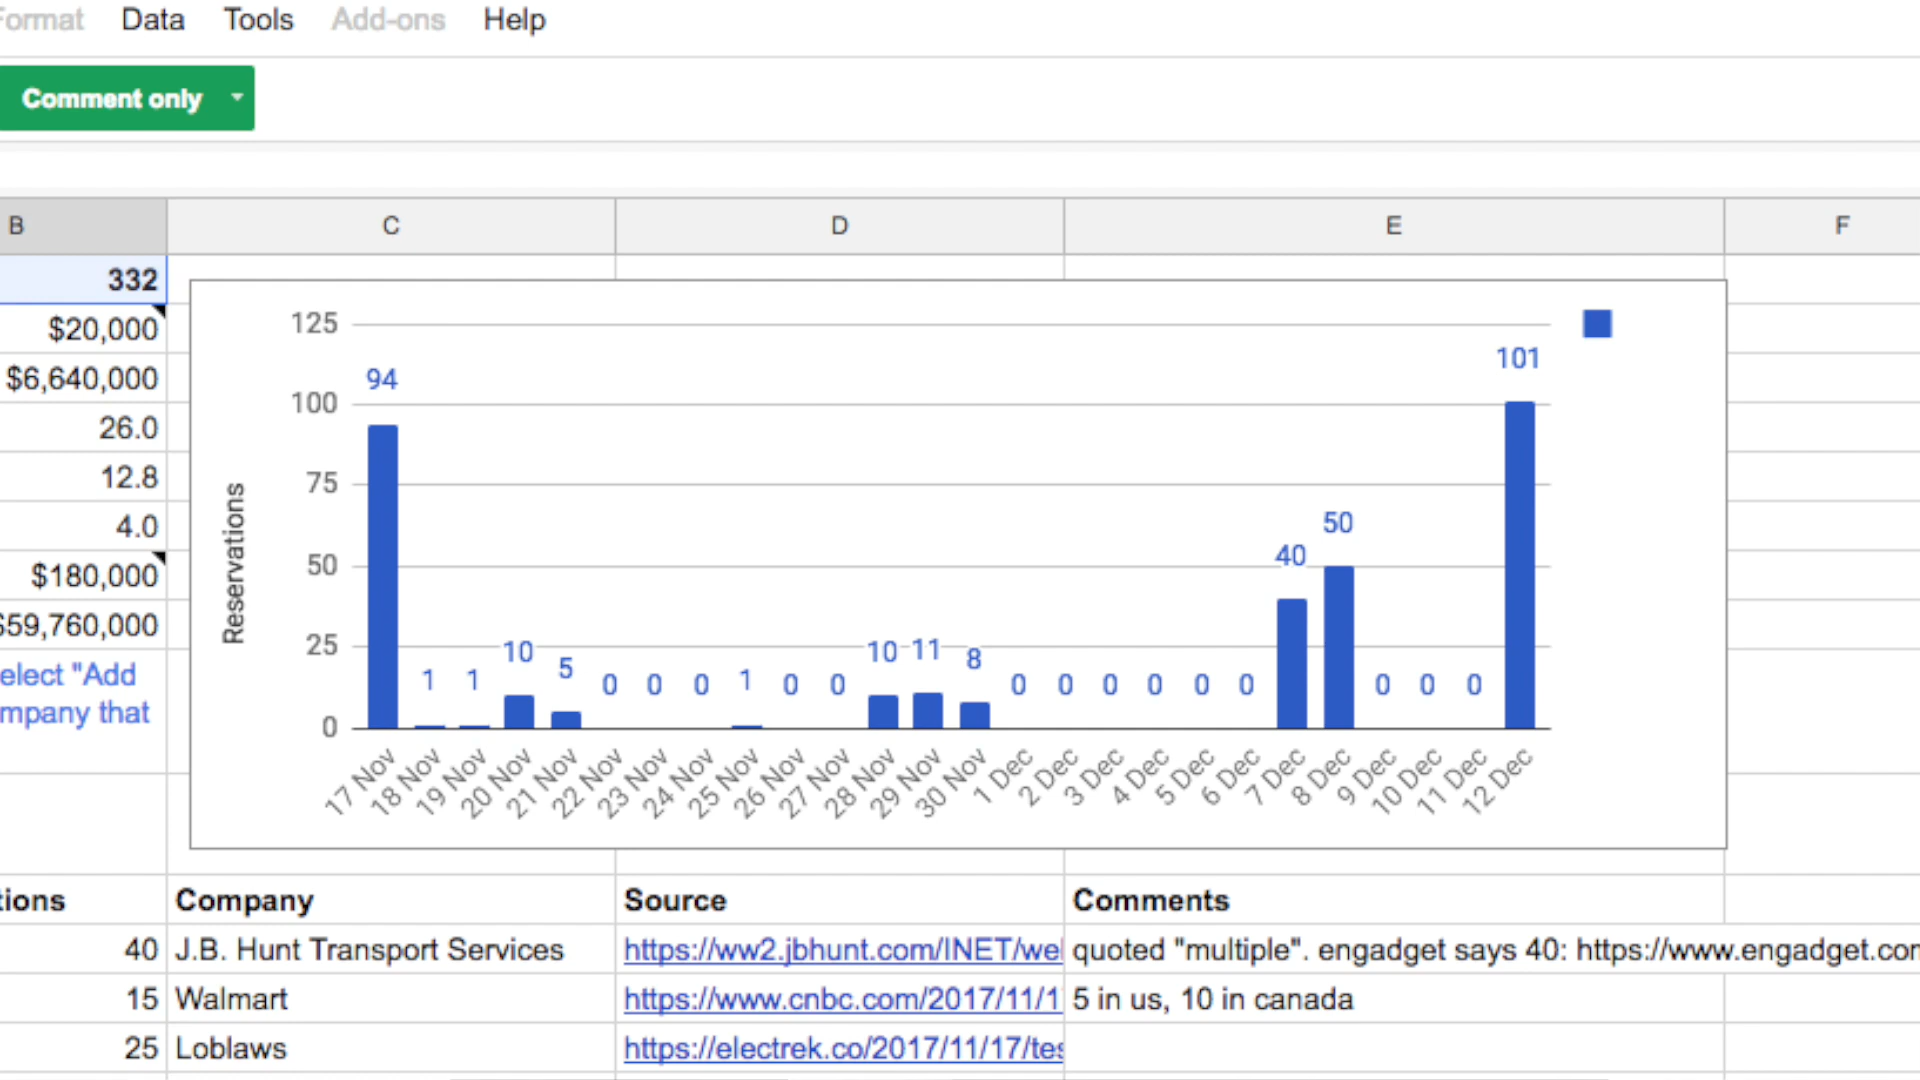 Format Data Tools Add-ons Help
Comment only
B C D E F
332
$20,000
$6,640,000
26.0
12.8
4.0
$180,000
$59,760,000
elect "Add
mpany that
Reservations
125
100
75
50
25
0
94 1 1 10 5 0 0 0 1 0 0 10 11 8 0 0 0 0 0 0 40 50 0 0 0 101
17 Nov 18 Nov 19 Nov 20 Nov 21 Nov 22 Nov 23 Nov 24 Nov 25 Nov 26 Nov 27 Nov 28 Nov 29 Nov 30 Nov 1 Dec 2 Dec 3 Dec 4 Dec 5 Dec 6 Dec 7 Dec 8 Dec 9 Dec 10 Dec 11 Dec 12 Dec
tions Company Source Comments
40 J.B. Hunt Transport Services https://ww2.jbhunt.com/INET/we quoted "multiple". engadget says 40: https://www.engadget.com
15 Walmart https://www.cnbc.com/2017/11/1 5 in us, 10 in canada
25 Loblaws https://electrek.co/2017/11/17/tes